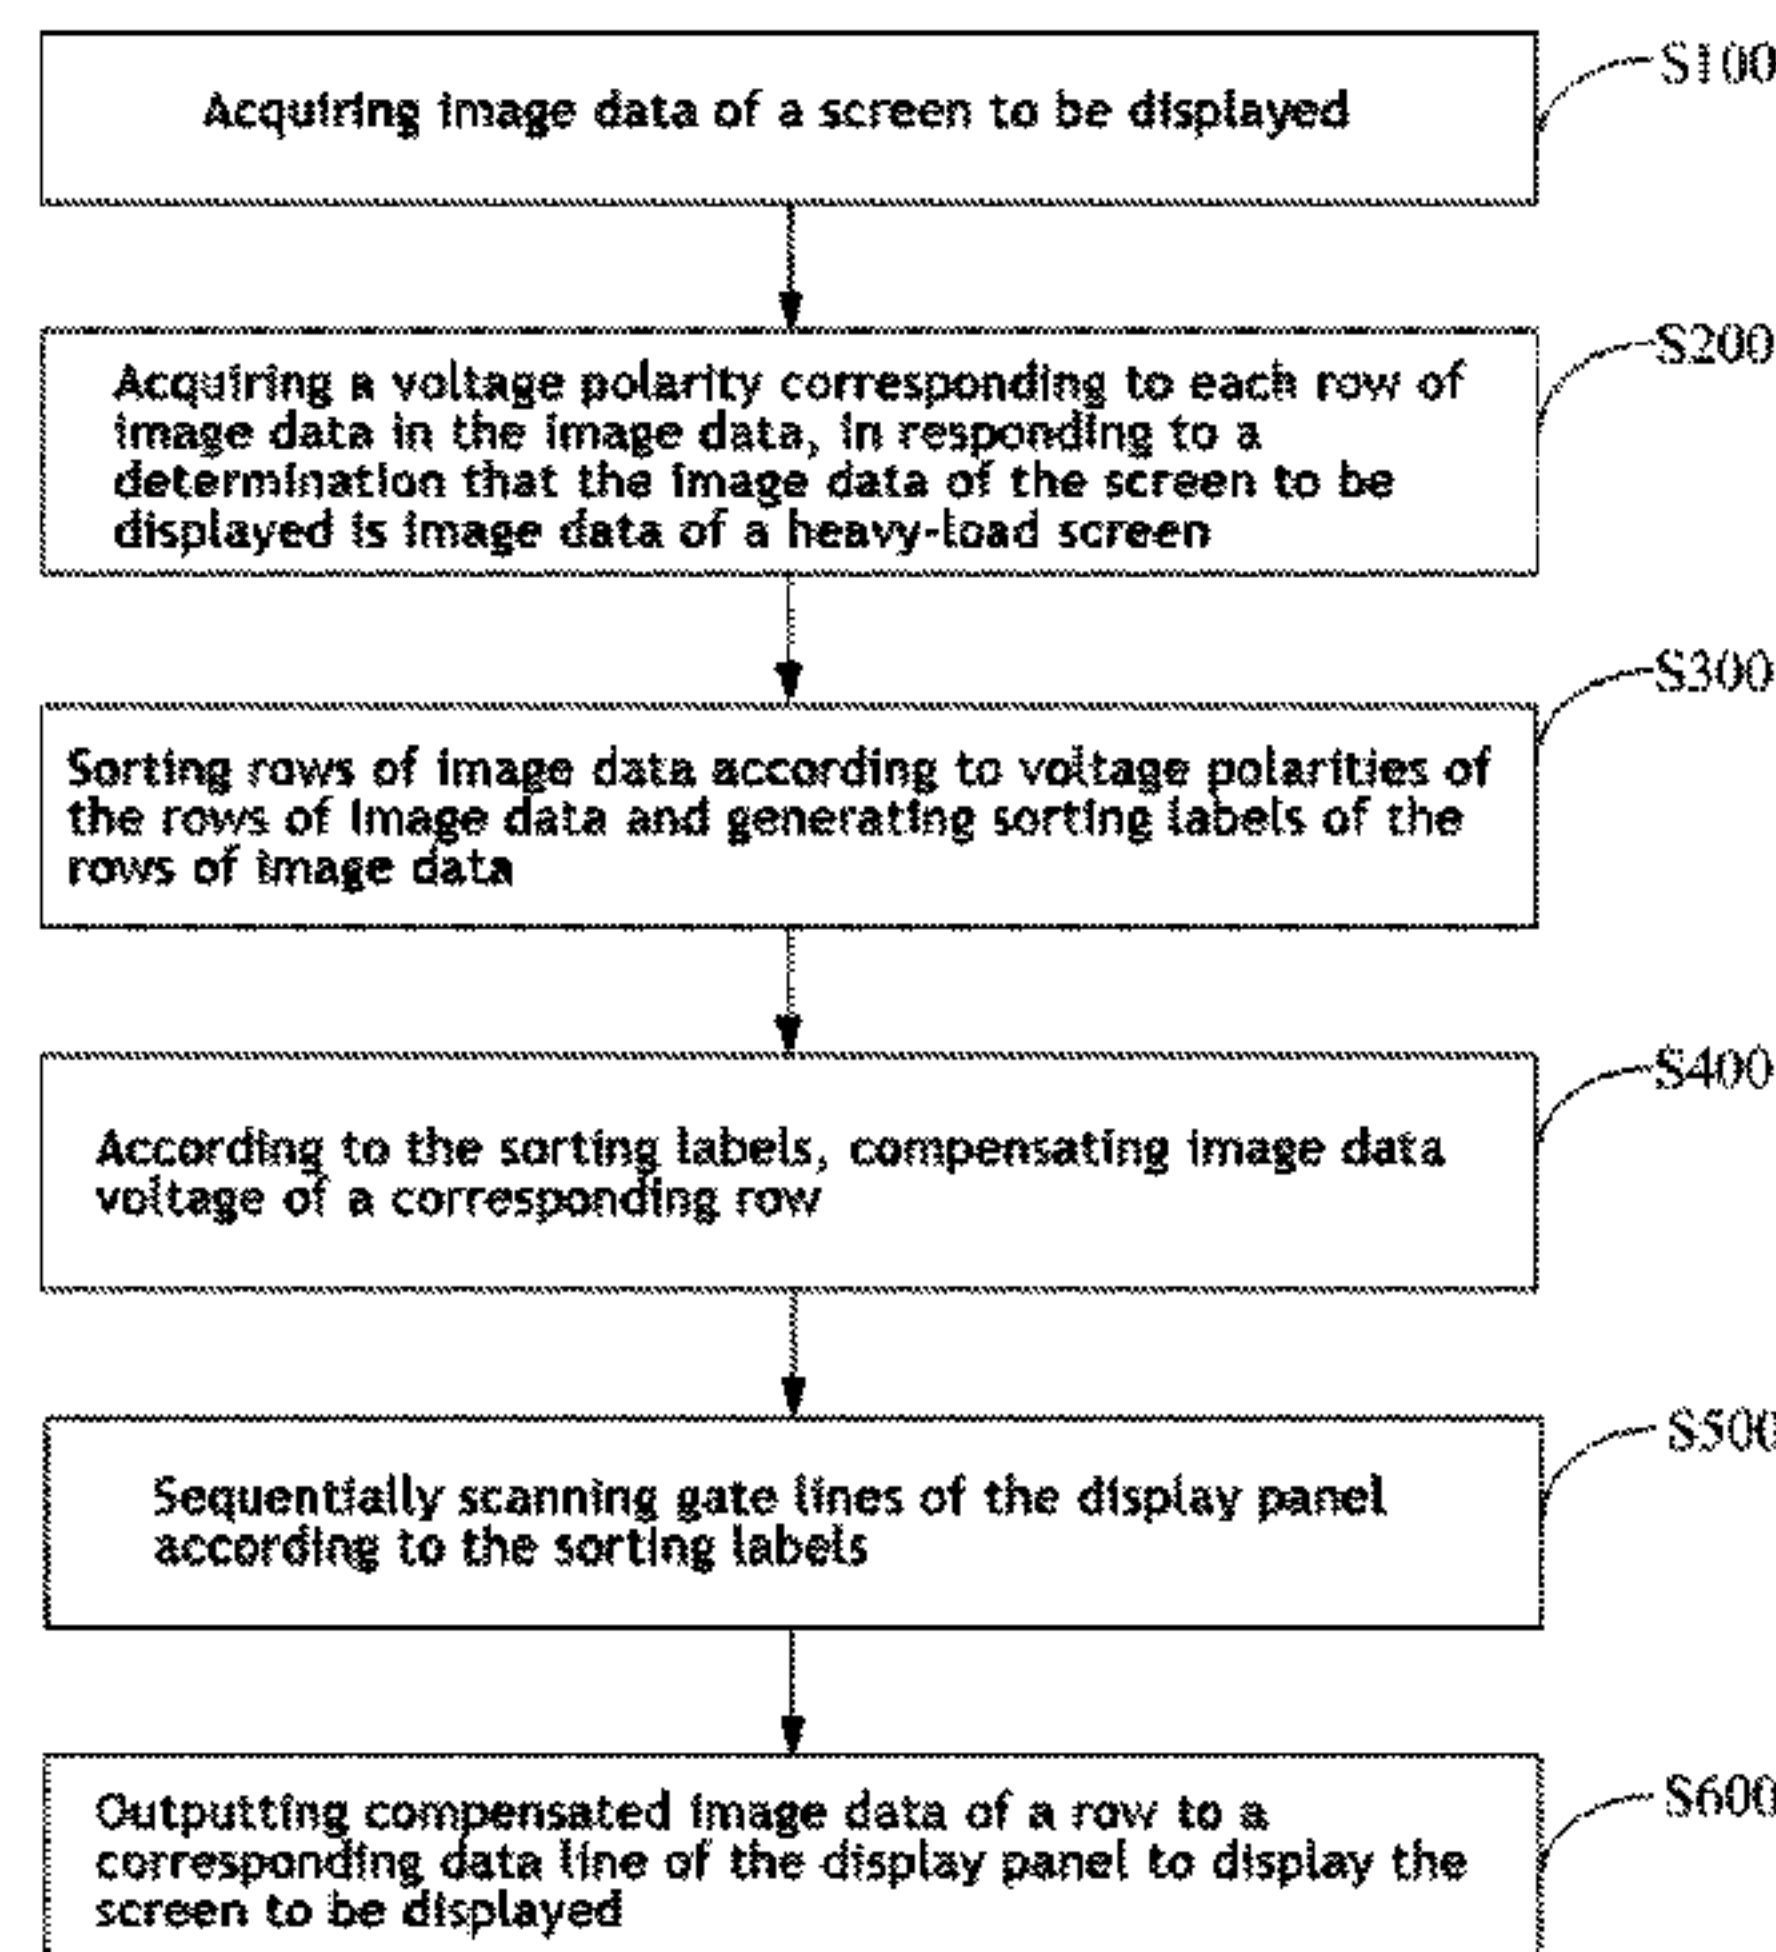 Acquiring image data of a screen to be displayed
S100
Acquiring a voltage polarity corresponding to each row of
image data in the image data, in responding to a
determination that the image data of the screen to be
displayed is image data of a heavy-load screen
S200
Sorting rows of image data according to voltage polarities of
the rows of image data and generating sorting labels of the
rows of image data
S300
According to the sorting labels, compensating image data
voltage of a corresponding row
S400
Sequentially scanning gate lines of the display panel
according to the sorting labels
S500
Outputting compensated image data of a row to a
corresponding data line of the display panel to display the
screen to be displayed
S600